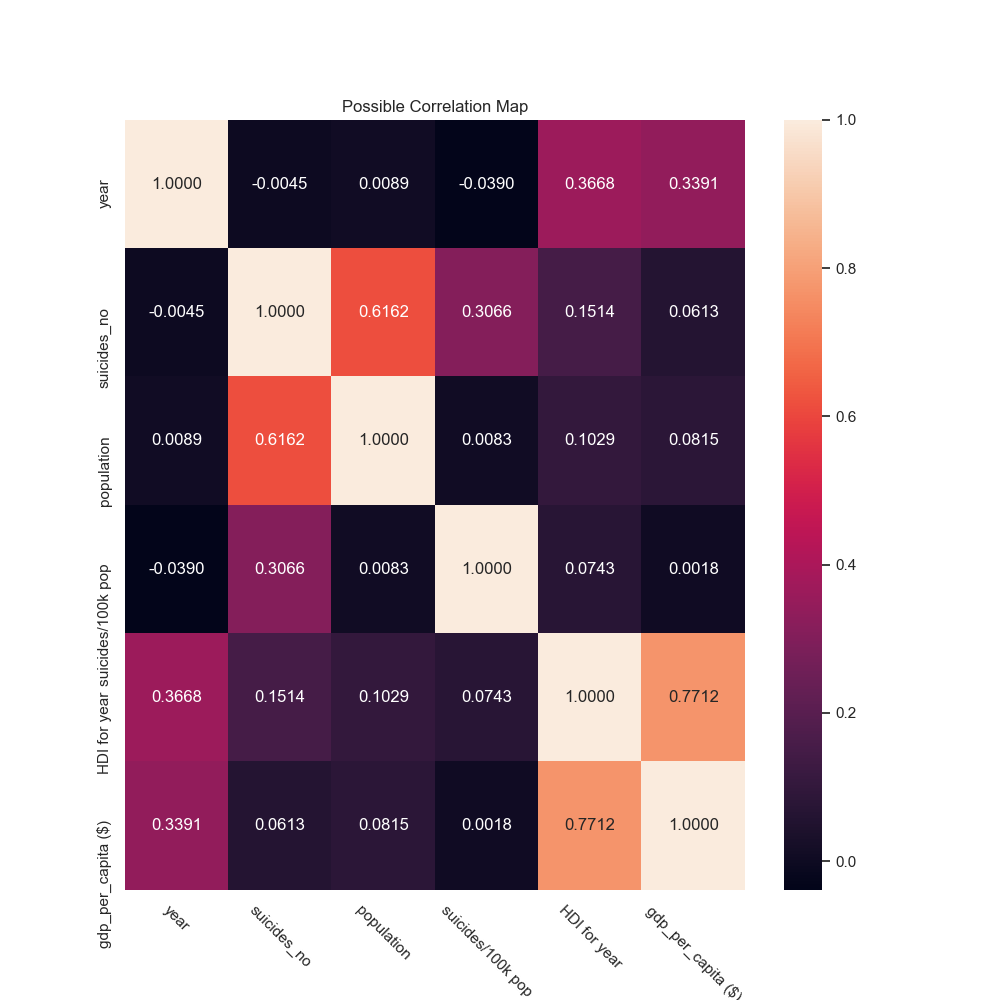 Possible Correlation Map
year 1.0000 -0.0045 0.0089 -0.0390 0.3668 0.3391
suicides_no -0.0045 1.0000 0.6162 0.3066 0.1514 0.0613
population 0.0089 0.6162 1.0000 0.0083 0.1029 0.0815
suicides/100k pop -0.0390 0.3066 0.0083 1.0000 0.0743 0.0018
HDI for year 0.3668 0.1514 0.1029 0.0743 1.0000 0.7712
gdp_per_capita ($) 0.3391 0.0613 0.0815 0.0018 0.7712 1.0000
year suicides_no population suicides/100k pop HDI for year gdp_per_capita ($)
1.0
0.8
0.6
0.4
0.2
0.0